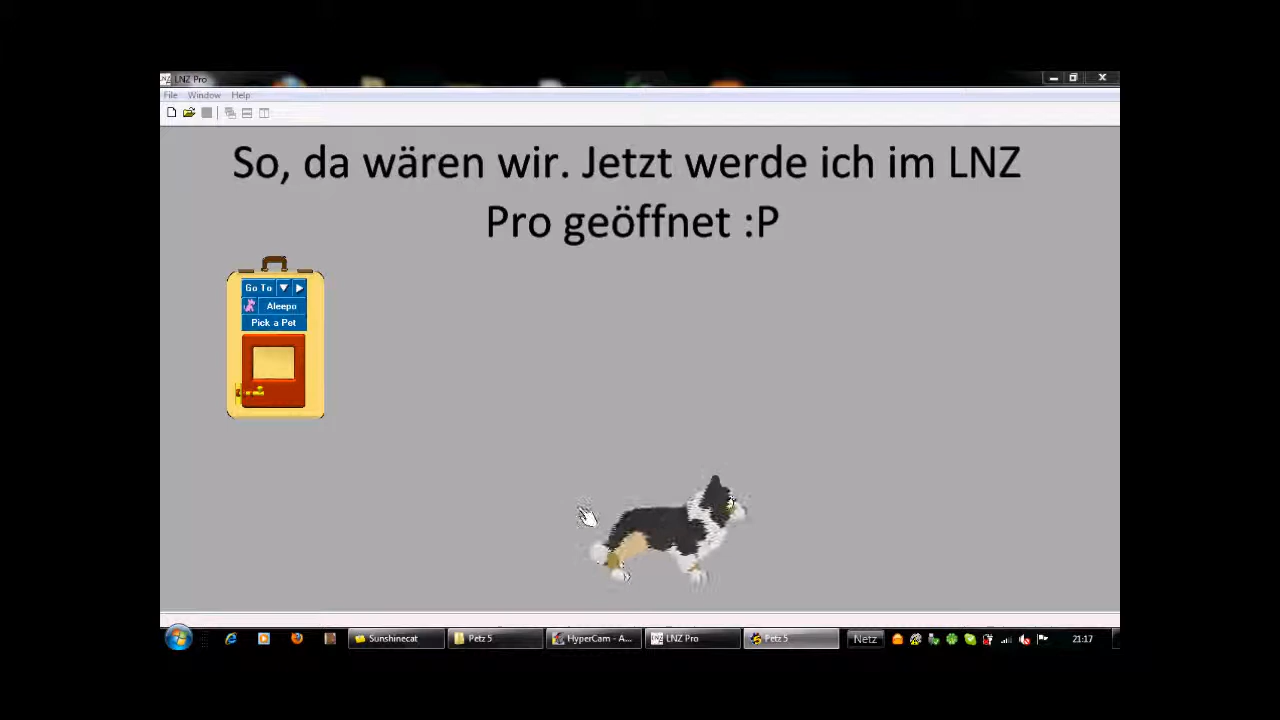 LNZ Pro
File Window Help
So, da wären wir. Jetzt werde ich im LNZ
Pro geöffnet :P
Go To
Aleepo
Pick a Pet
Sunshinecat Petz 5 HyperCam - A... LNZ Pro Petz 5 Netz 21:17